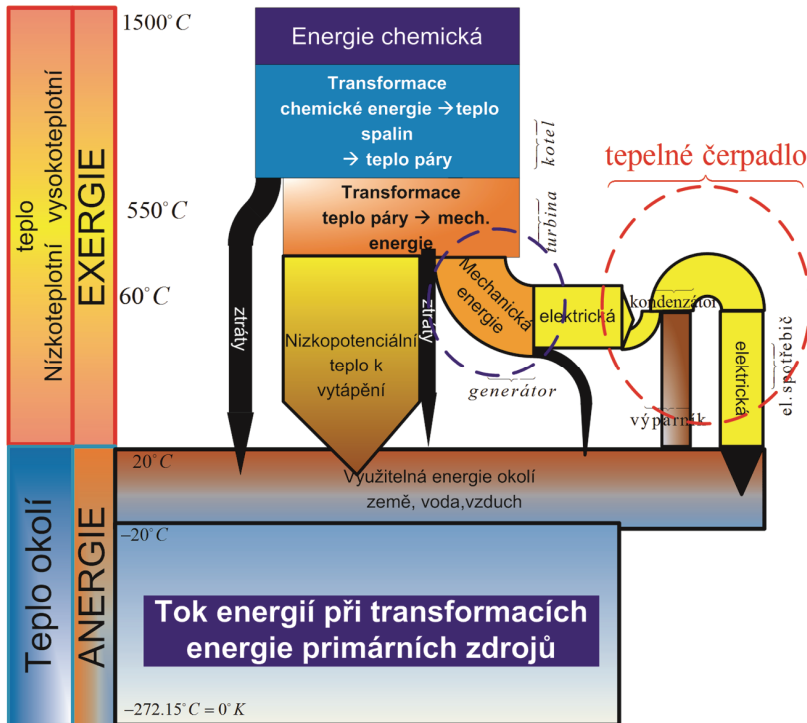 1500°C
Energie chemická
Transformace
chemické energie →teplo
spalin
→ teplo páry
kotel
tepelné čerpadlo
teplo
Nízkoteplotní vysokoteplotní
EXERGIE
550°C
Transformace
teplo páry → mech.
energie
turbina
60°C
ztráty
Nizkopotenciální
teplo k
vytápění
ztráty
Mechanická
energie
elektrická
generátor
kondenzátor
výparník
elektrická
el. spotřebič
20°C
Využitelná energie okolí
země, voda,vzduch
−20°C
Teplo okolí
ANERGIE
Tok energií při transformacích
energie primárních zdrojů
−272.15°C = 0°K